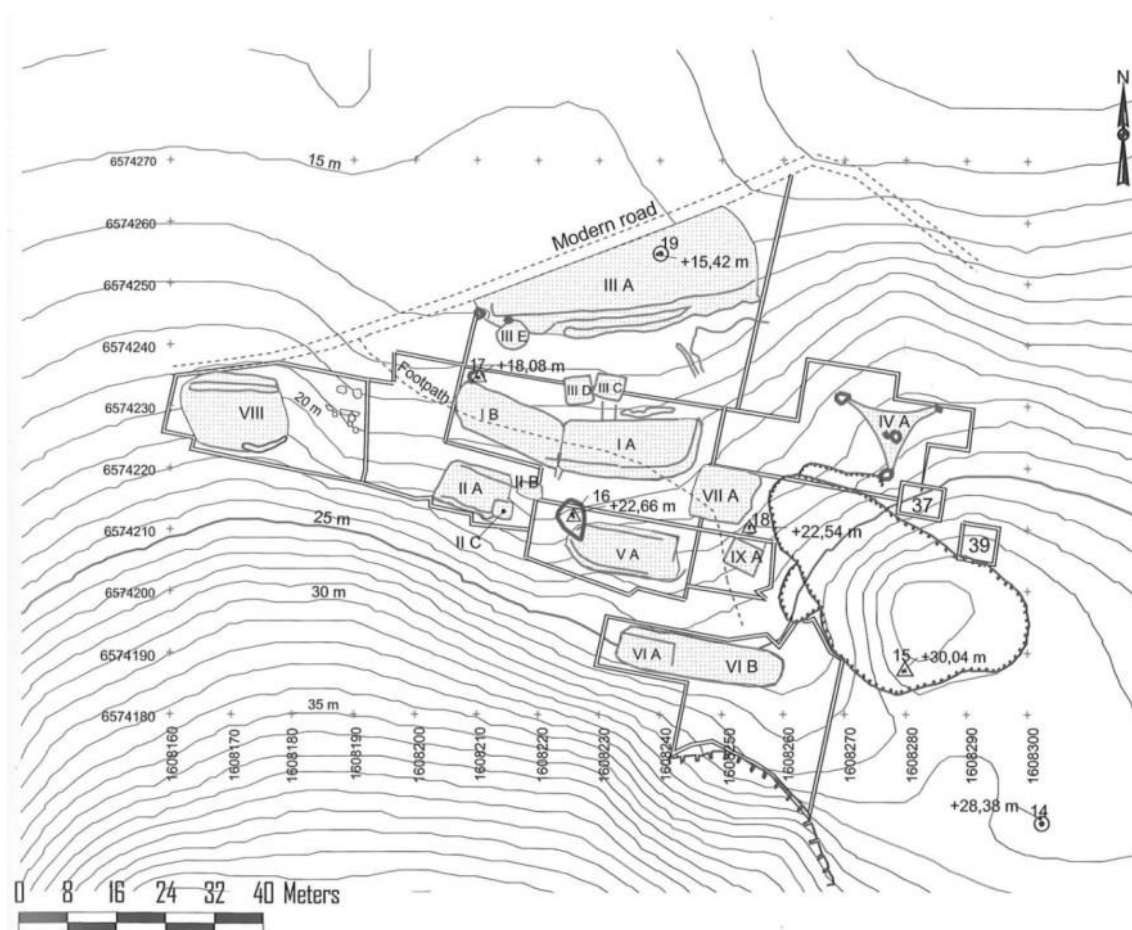 N
6574270
15 m
6574260
Modern road
19
+15,42 m
6574250
III A
6574240
III E
17
+18,08 m
Footpath
III D
III C
6574230
VIII
20 m
I B
I A
IV A
6574220
II A
II B
VII A
37
16
+22,66 m
18
+22,54 m
6574210
25 m
II C
V A
IX A
39
6574200
30 m
6574190
VI A
VI B
15
+30,04 m
6574180
35 m
1608160
1608170
1608180
1608190
1608200
1608210
1608220
1608230
1608240
1608250
1608260
1608270
1608280
1608290
1608300
+28,38 m
14
0 8 16 24 32 40 Meters